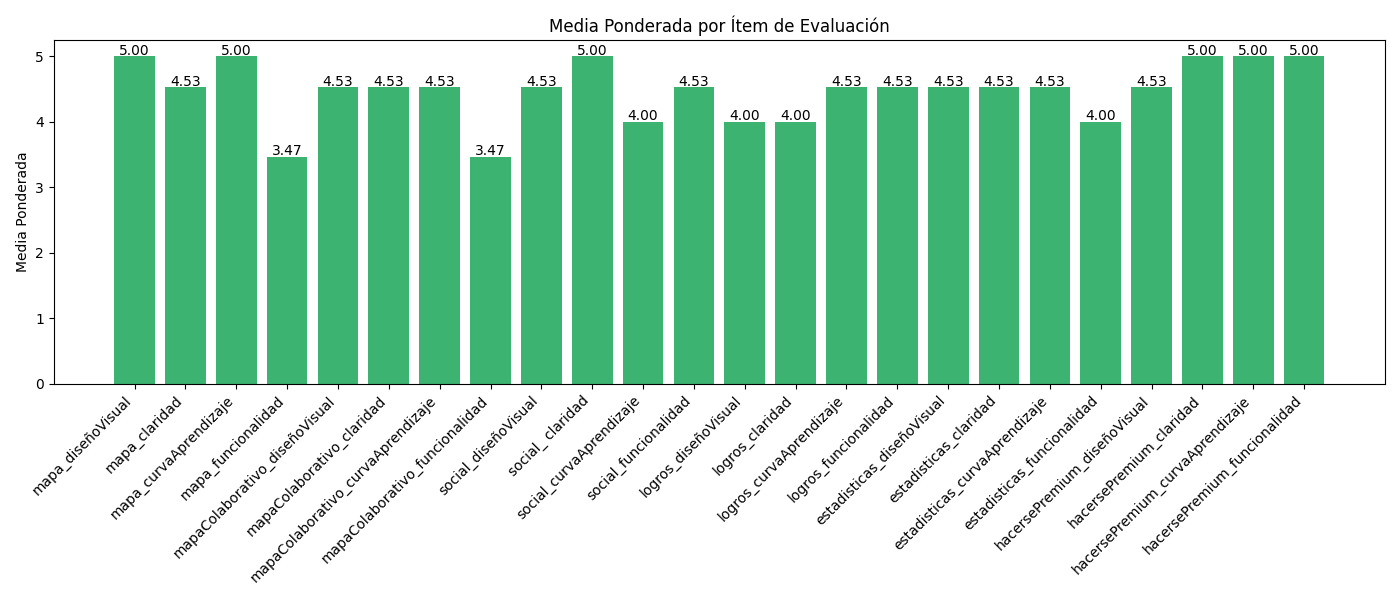 Media Ponderada por Ítem de Evaluación
Media Ponderada
5
4
3
2
1
0
5.00
4.53
5.00
3.47
4.53
4.53
4.53
3.47
4.53
5.00
4.00
4.53
4.00
4.00
4.53
4.53
4.53
4.53
4.53
4.00
4.53
5.00
5.00
5.00
mapa_diseñoVisual
mapa_claridad
mapa_curvaAprendizaje
mapa_funcionalidad
mapaColaborativo_diseñoVisual
mapaColaborativo_claridad
mapaColaborativo_curvaAprendizaje
mapaColaborativo_funcionalidad
social_diseñoVisual
social_ claridad
social_curvaAprendizaje
social_funcionalidad
logros_diseñoVisual
logros_claridad
logros_curvaAprendizaje
logros_funcionalidad
estadisticas_diseñoVisual
estadisticas_claridad
estadisticas_curvaAprendizaje
estadisticas_funcionalidad
hacersePremium_diseñoVisual
hacersePremium_claridad
hacersePremium_curvaAprendizaje
hacersePremium_funcionalidad